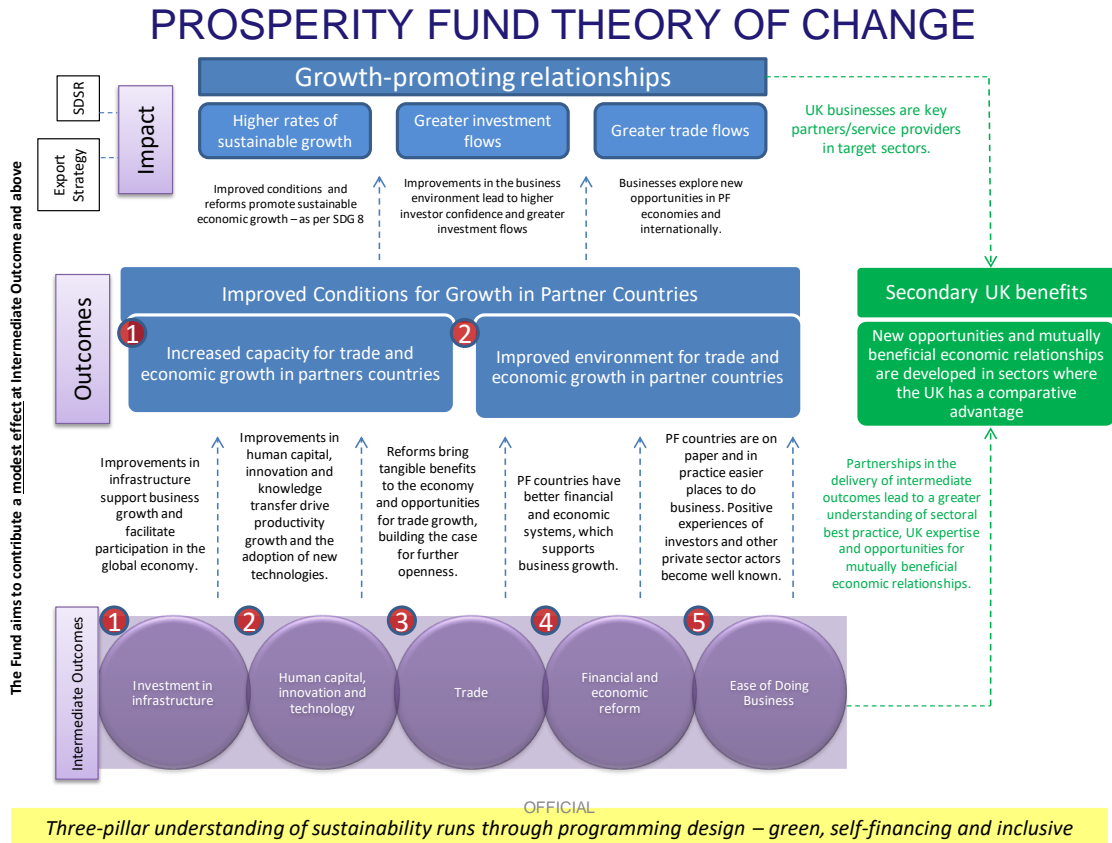 PROSPERITY FUND THEORY OF CHANGE
The Fund aims to contribute a modest effect at Intermediate Outcome and above
SDSR
Export
Strategy
Impact
Growth-promoting relationships
Higher rates of
sustainable growth
Greater investment
flows
Greater trade flows
UK businesses are key
partners/service providers
in target sectors.
Improved conditions and
reforms promote sustainable
economic growth – as per SDG 8
Improvements in the business
environment lead to higher
investor confidence and greater
investment flows
Businesses explore new
opportunities in PF
economies and
internationally.
Outcomes
Improved Conditions for Growth in Partner Countries
1
Increased capacity for trade and
economic growth in partners countries
2
Improved environment for trade and
economic growth in partner countries
Secondary UK benefits
New opportunities and mutually
beneficial economic relationships
are developed in sectors where
the UK has a comparative
advantage
Improvements in
infrastructure
support business
growth and
facilitate
participation in the
global economy.
Improvements in
human capital,
innovation and
knowledge
transfer drive
productivity
growth and the
adoption of new
technologies.
Reforms bring
tangible benefits
to the economy
and opportunities
for trade growth,
building the case
for further
openness.
PF countries have
better financial
and economic
systems, which
supports
business growth.
PF countries are on
paper and in
practice easier
places to do
business. Positive
experiences of
investors and other
private sector actors
become well known.
Partnerships in the
delivery of intermediate
outcomes lead to a greater
understanding of sectoral
best practice, UK expertise
and opportunities for
mutually beneficial
economic relationships.
Intermediate Outcomes
1
Investment in
infrastructure
2
Human capital,
innovation and
technology
3
Trade
4
Financial and
economic
reform
5
Ease of Doing
Business
OFFICIAL
Three-pillar understanding of sustainability runs through programming design – green, self-financing and inclusive